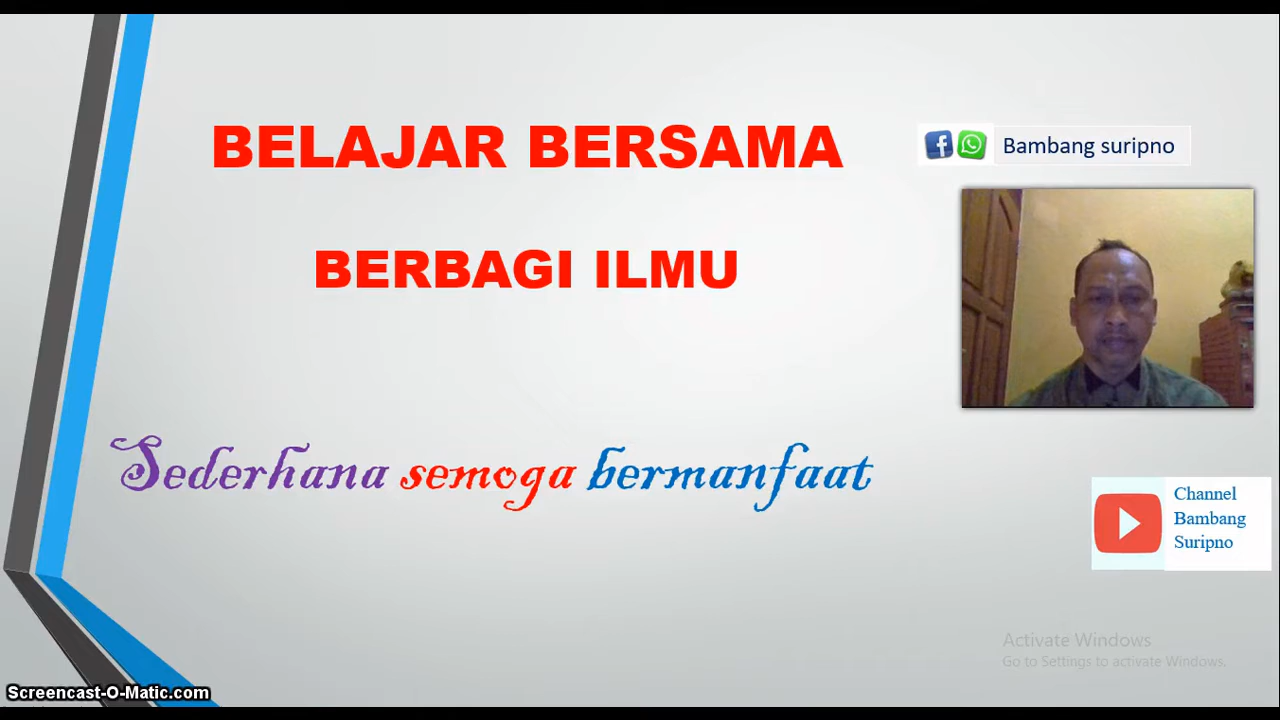 BELAJAR BERSAMA
BERBAGI ILMU
Bambang suripno
Sederhana semoga bermanfaat
Channel
Bambang
Suripno
Activate Windows
Go to Settings to activate Windows.
Screencast-O-Matic.com